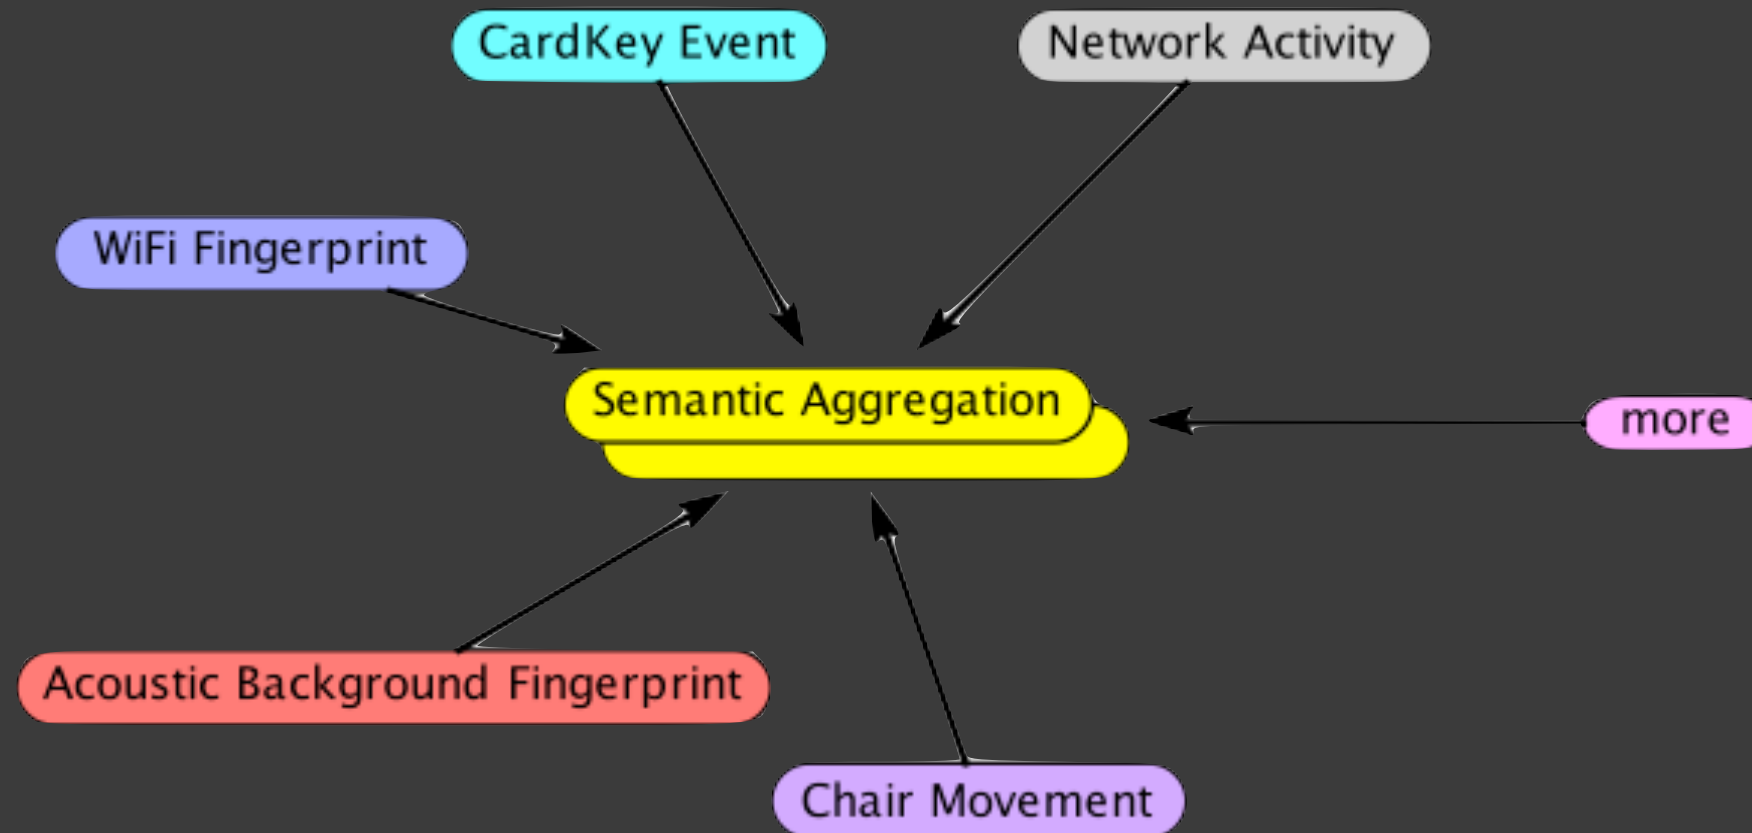 CardKey Event
Network Activity
WiFi Fingerprint
Semantic Aggregation
more
Acoustic Background Fingerprint
Chair Movement